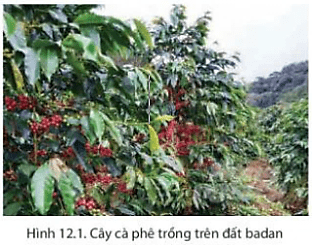 Hình 12.1. Cây cà phê trồng trên đất badan